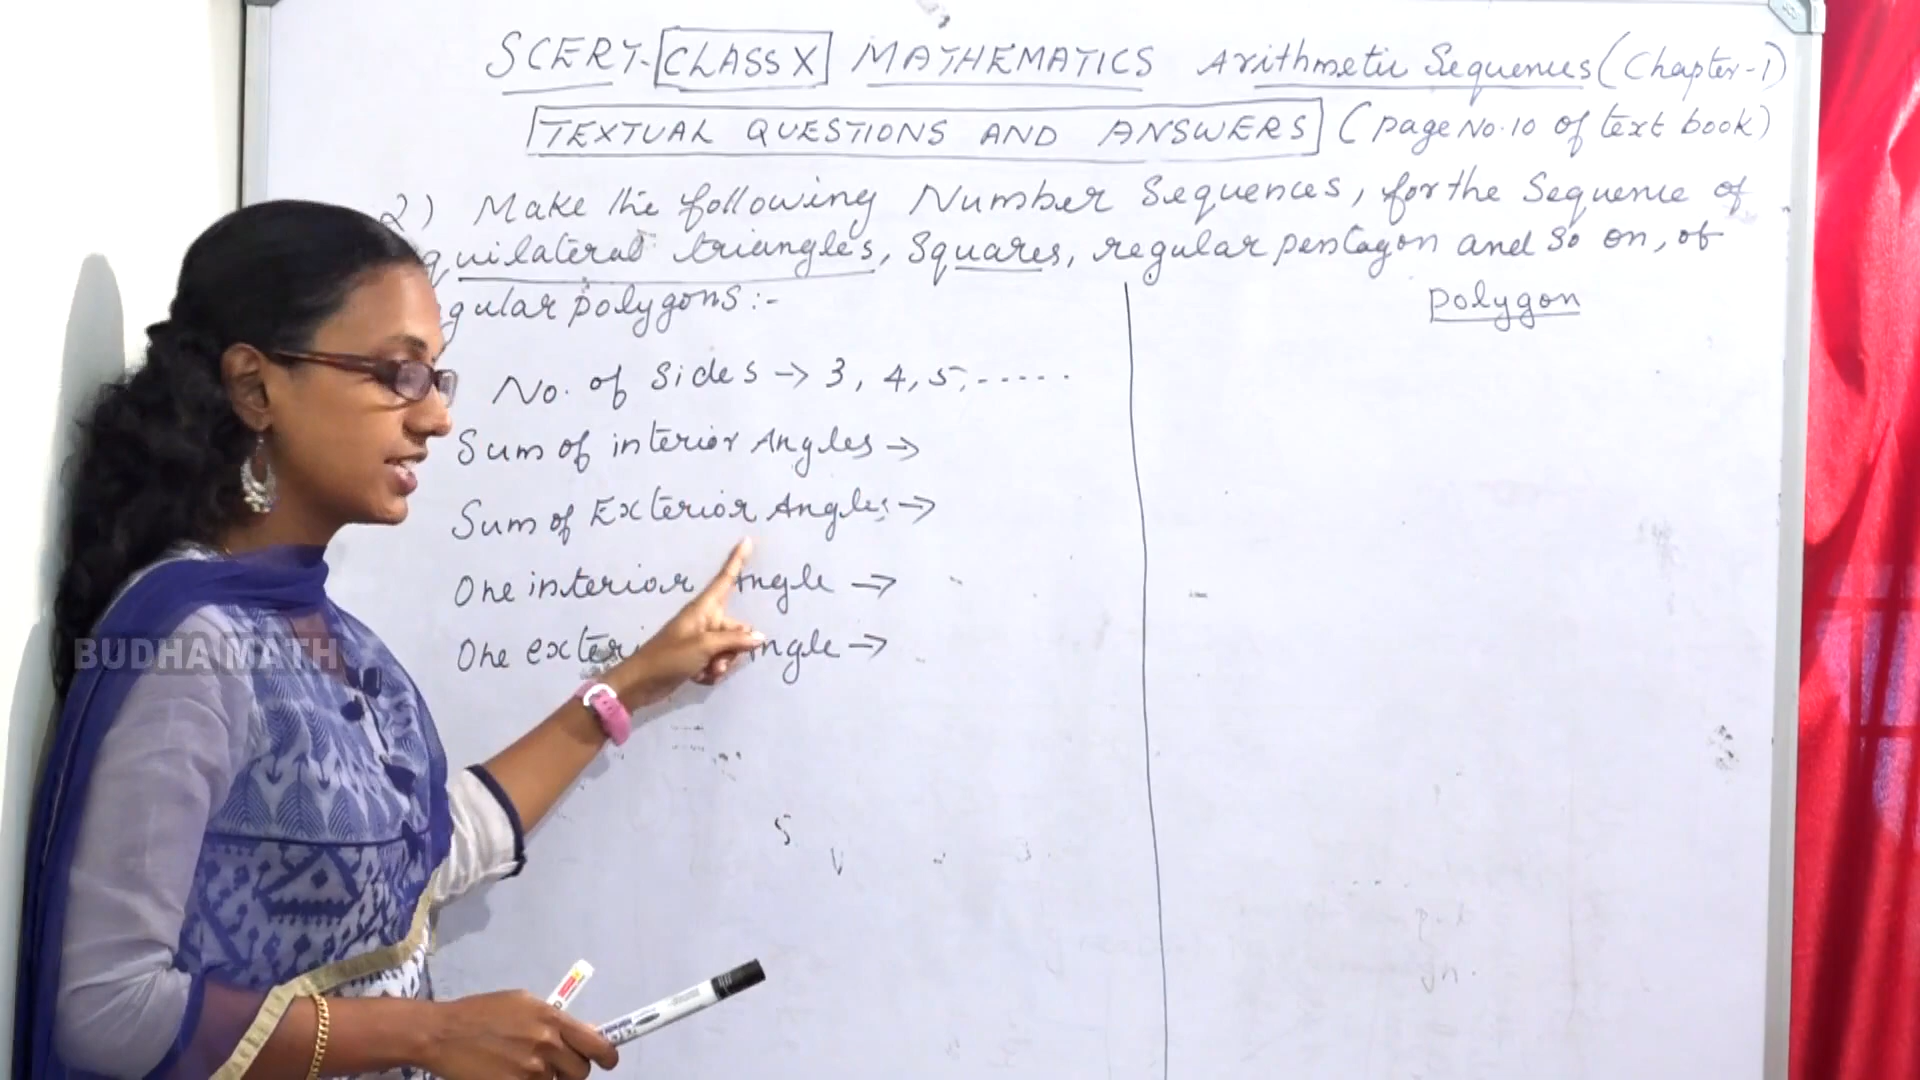 SCERT-CLASS X MATHEMATICS Arithmetic Sequences (Chapter-1)
TEXTUAL QUESTIONS AND ANSWERS (page No.10 of text book)
2) Make the following Number Sequences, for the Sequence of
quilateral triangles, Squares, regular pentagon and so on, of
gular polygons:-
polygon
No. of Sides → 3, 4, 5, -----
Sum of interior Angles →
Sum of Exterior Angles →
One interior Angle →
One exteri ngle →
BUDHA MATH